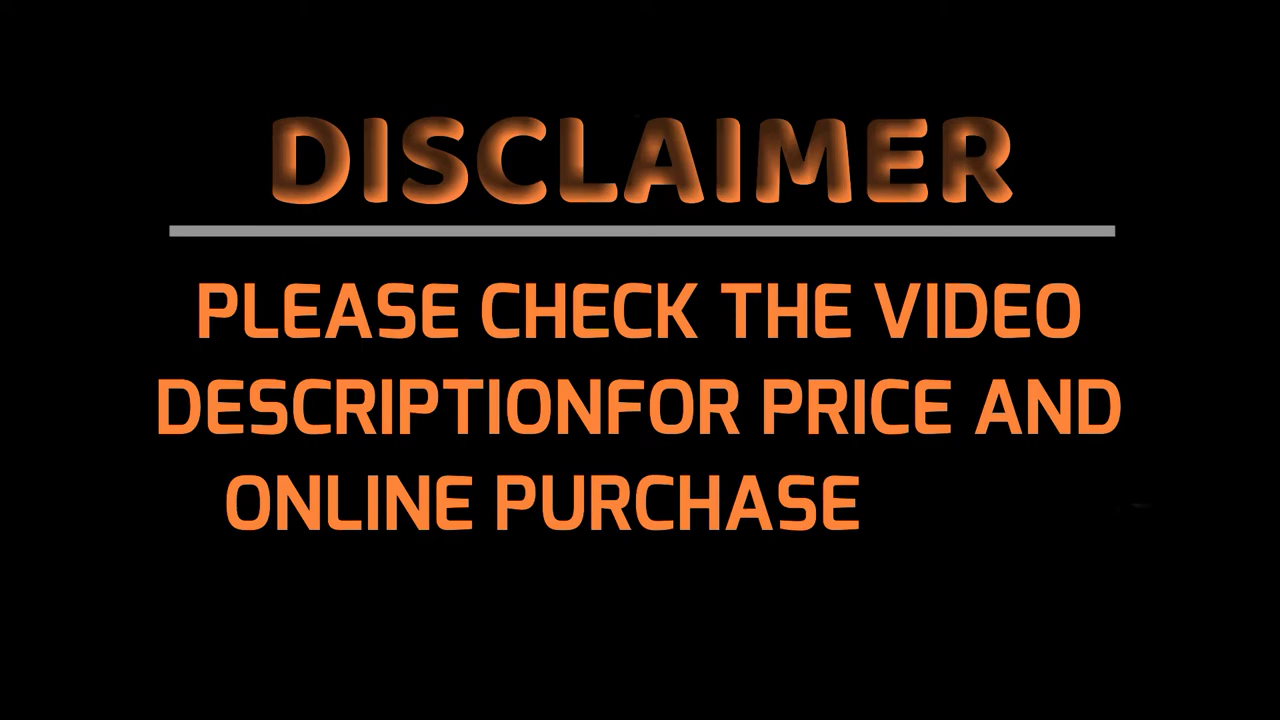 DISCLAIMER
PLEASE CHECK THE VIDEO
DESCRIPTIONFOR PRICE AND
ONLINE PURCHASE